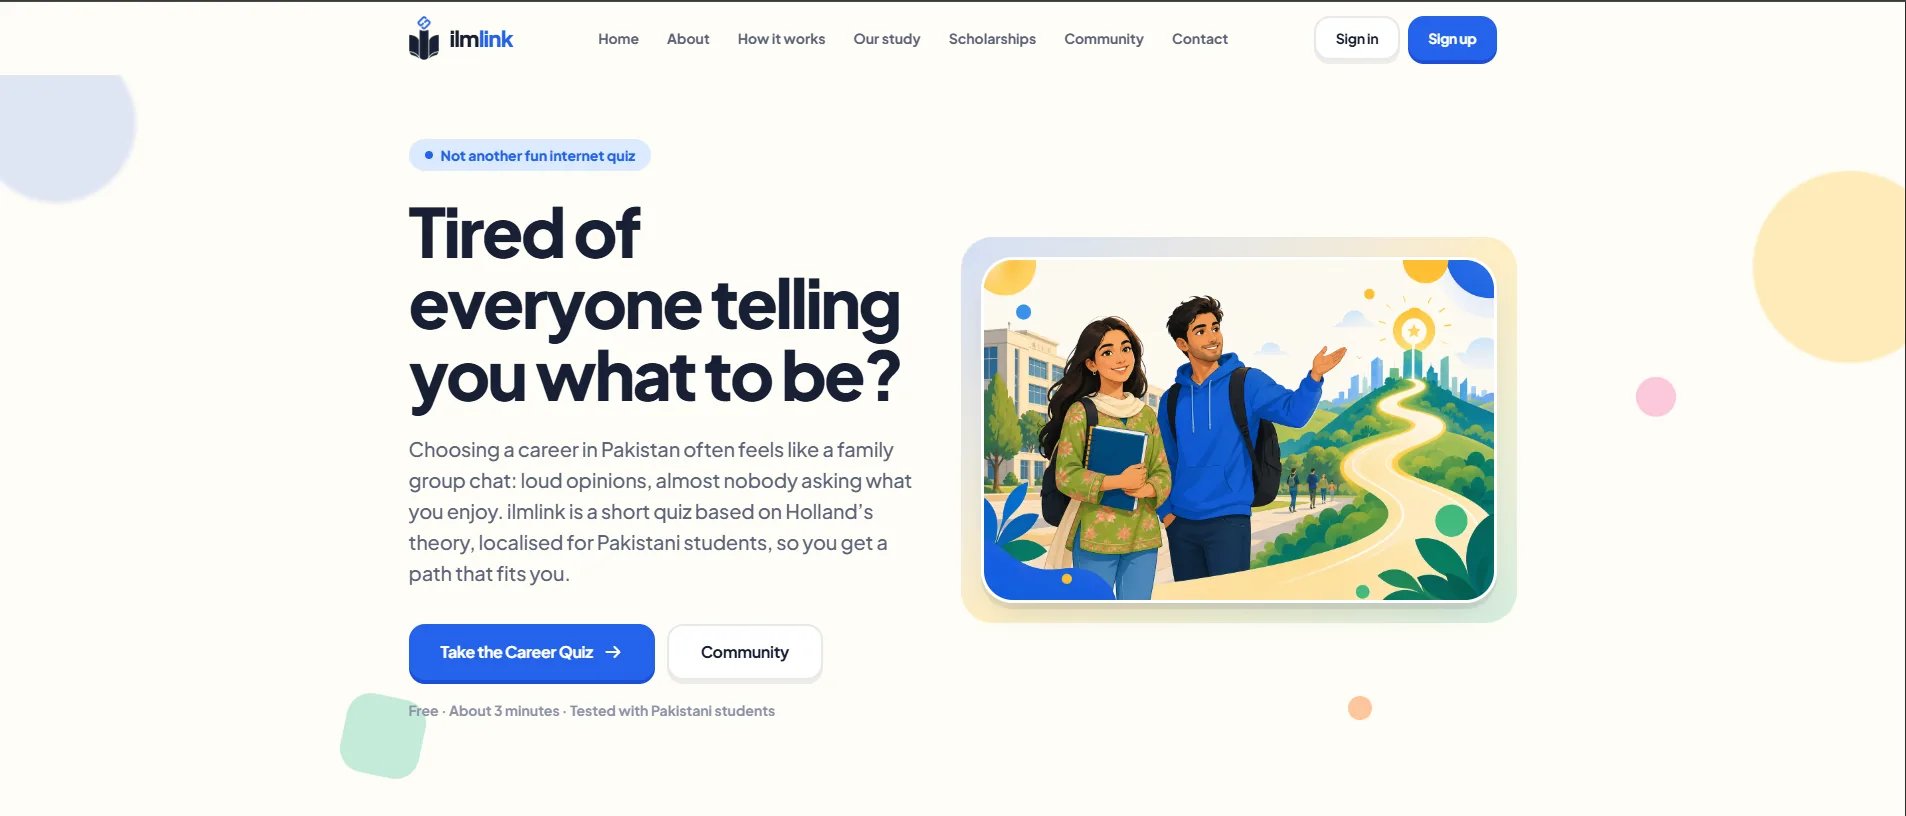 ilmlink
Home About How it works Our study Scholarships Community Contact
Sign in Sign up
Not another fun internet quiz
Tired of
everyone telling
you what to be?
Choosing a career in Pakistan often feels like a family
group chat: loud opinions, almost nobody asking what
you enjoy. ilmlink is a short quiz based on Holland’s
theory, localised for Pakistani students, so you get a
path that fits you.
Take the Career Quiz → Community
Free · About 3 minutes · Tested with Pakistani students